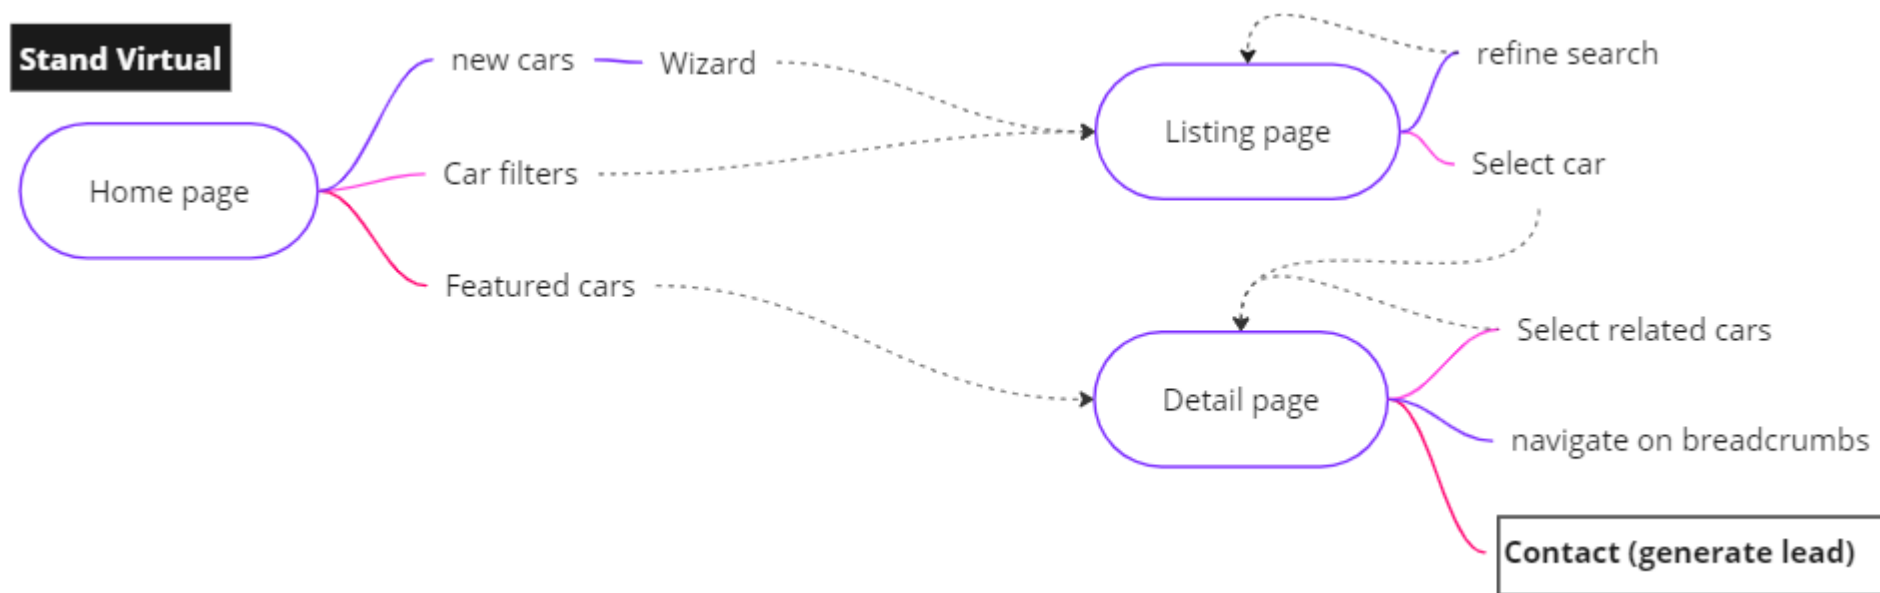 Stand Virtual
Home page
new cars
Wizard
Car filters
Featured cars
Listing page
refine search
Select car
Detail page
Select related cars
navigate on breadcrumbs
Contact (generate lead)